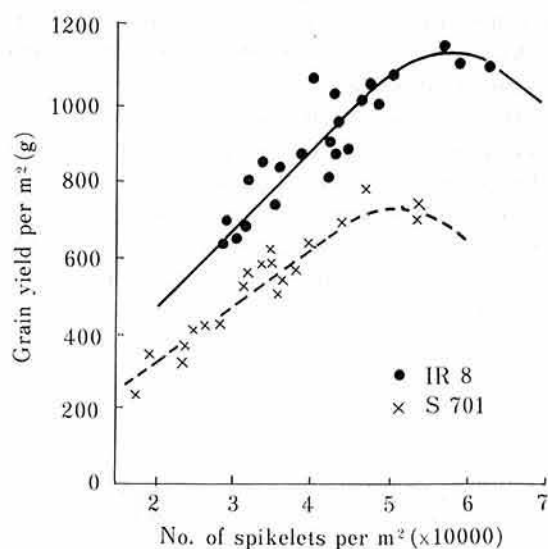 Grain yield per m² (g)
1200
1000
800
600
400
200
0
● IR 8
× S 701
2 3 4 5 6 7
No. of spikelets per m² (x10000)